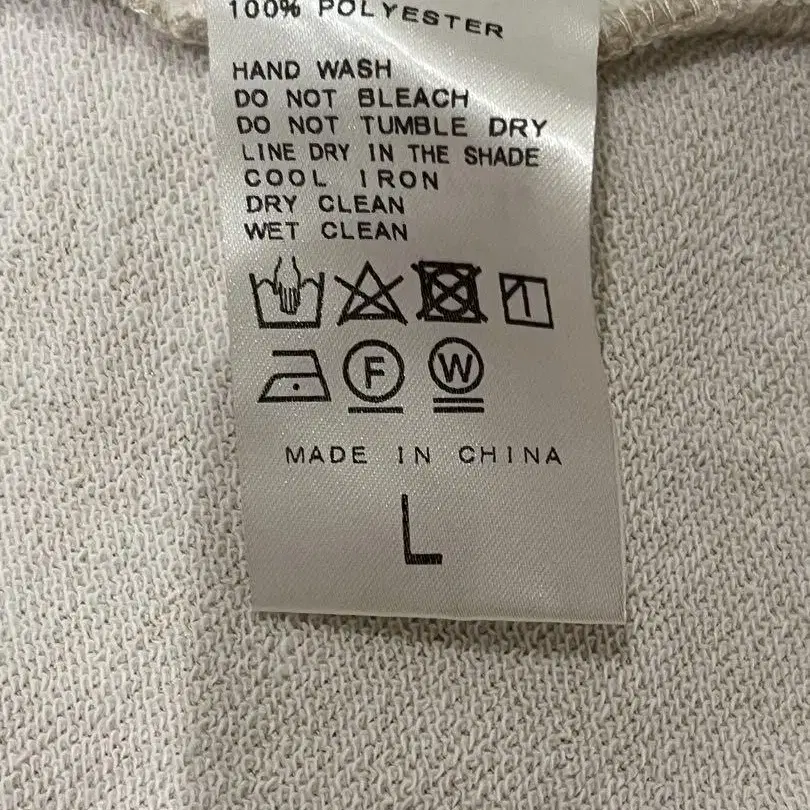 100% POLYESTER
HAND WASH
DO NOT BLEACH
DO NOT TUMBLE DRY
LINE DRY IN THE SHADE
COOL IRON
DRY CLEAN
WET CLEAN
F W
MADE IN CHINA
L